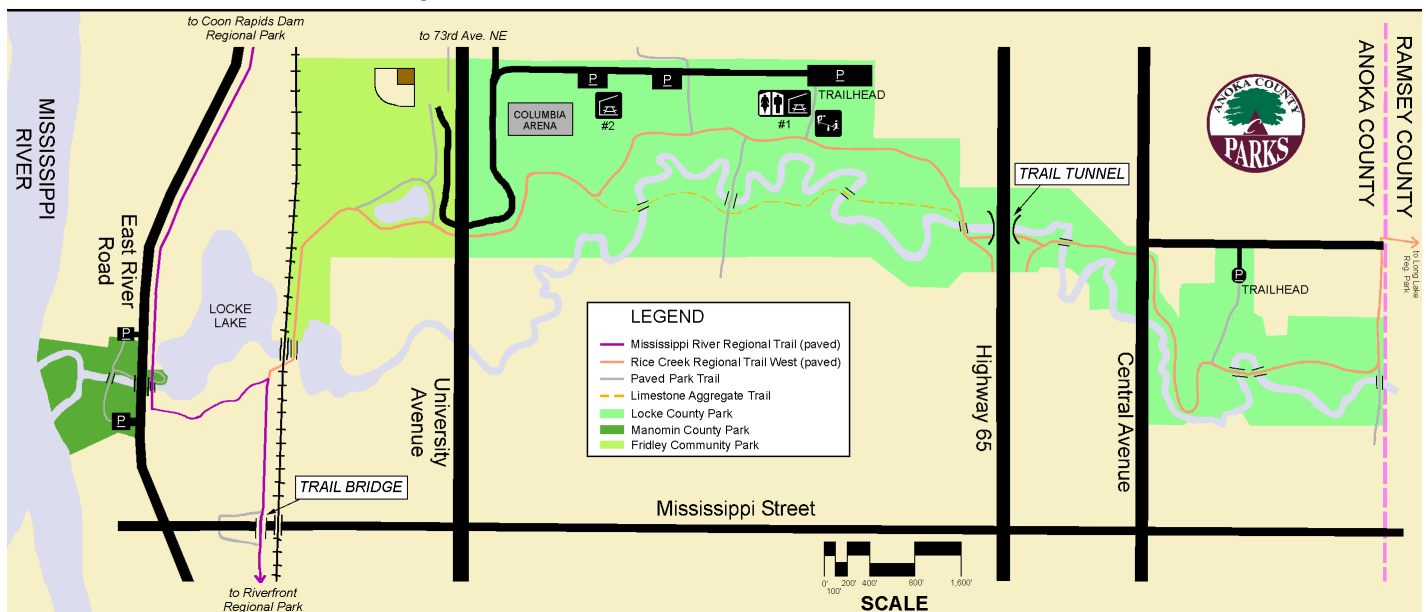 to Coon Rapids Dam
Regional Park
to 73rd Ave. NE
MISSISSIPPI
RIVER
East River
Road
LOCKE
LAKE
COLUMBIA
ARENA
P
P
P
#2
#1
TRAILHEAD
TRAIL TUNNEL
ANOKA COUNTY
PARKS
RAMSEY COUNTY
ANOKA COUNTY
to Long Lake
Reg. Park
P
TRAILHEAD
P
P
University
Avenue
LEGEND
Mississippi River Regional Trail (paved)
Rice Creek Regional Trail West (paved)
Paved Park Trail
Limestone Aggregate Trail
Locke County Park
Manomin County Park
Fridley Community Park
Highway 65
Central Avenue
TRAIL BRIDGE
Mississippi Street
0'
100'
200'
400'
800'
1,600'
SCALE
to Riverfront
Regional Park